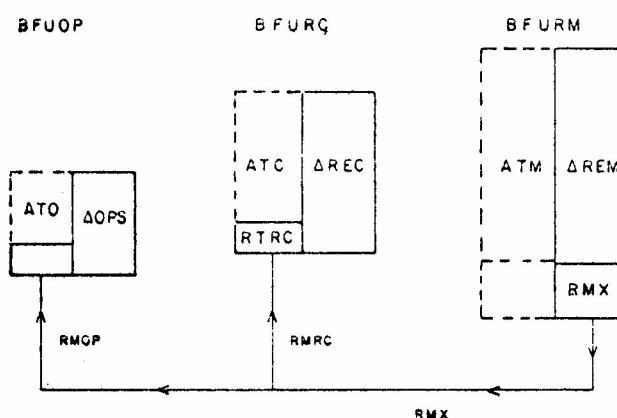 BFUOP BFURC BFURM
ATO ΔOPS
ATC ΔREC
RTRC
ATM ΔREM
RMX
RMOP RMRC
RMX